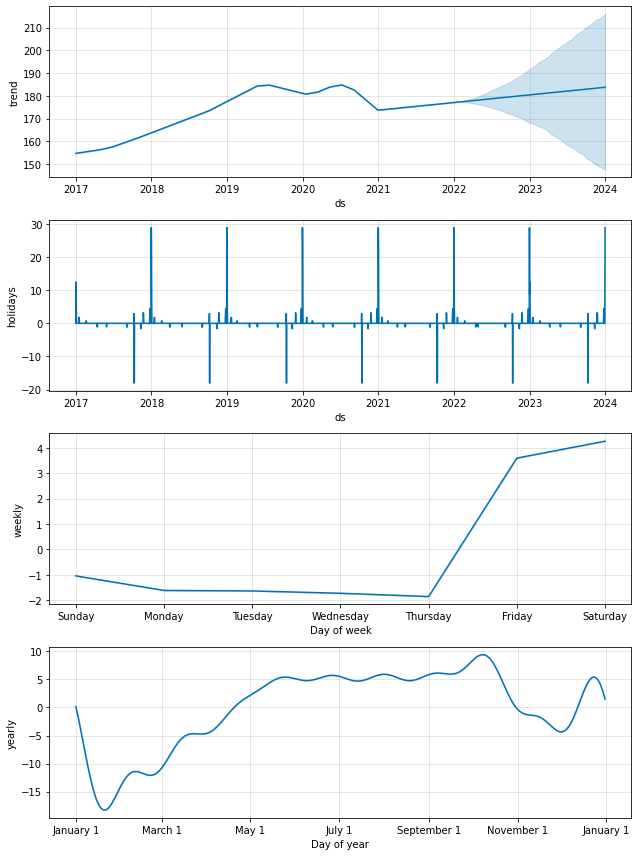 210
200
190
180
170
160
150
trend
2017 2018 2019 2020 2021 2022 2023 2024
ds
30
20
10
0
−10
−20
holidays
2017 2018 2019 2020 2021 2022 2023 2024
ds
4
3
2
1
0
−1
−2
weekly
Sunday Monday Tuesday Wednesday Thursday Friday Saturday
Day of week
10
5
0
−5
−10
−15
yearly
January 1 March 1 May 1 July 1 September 1 November 1 January 1
Day of year